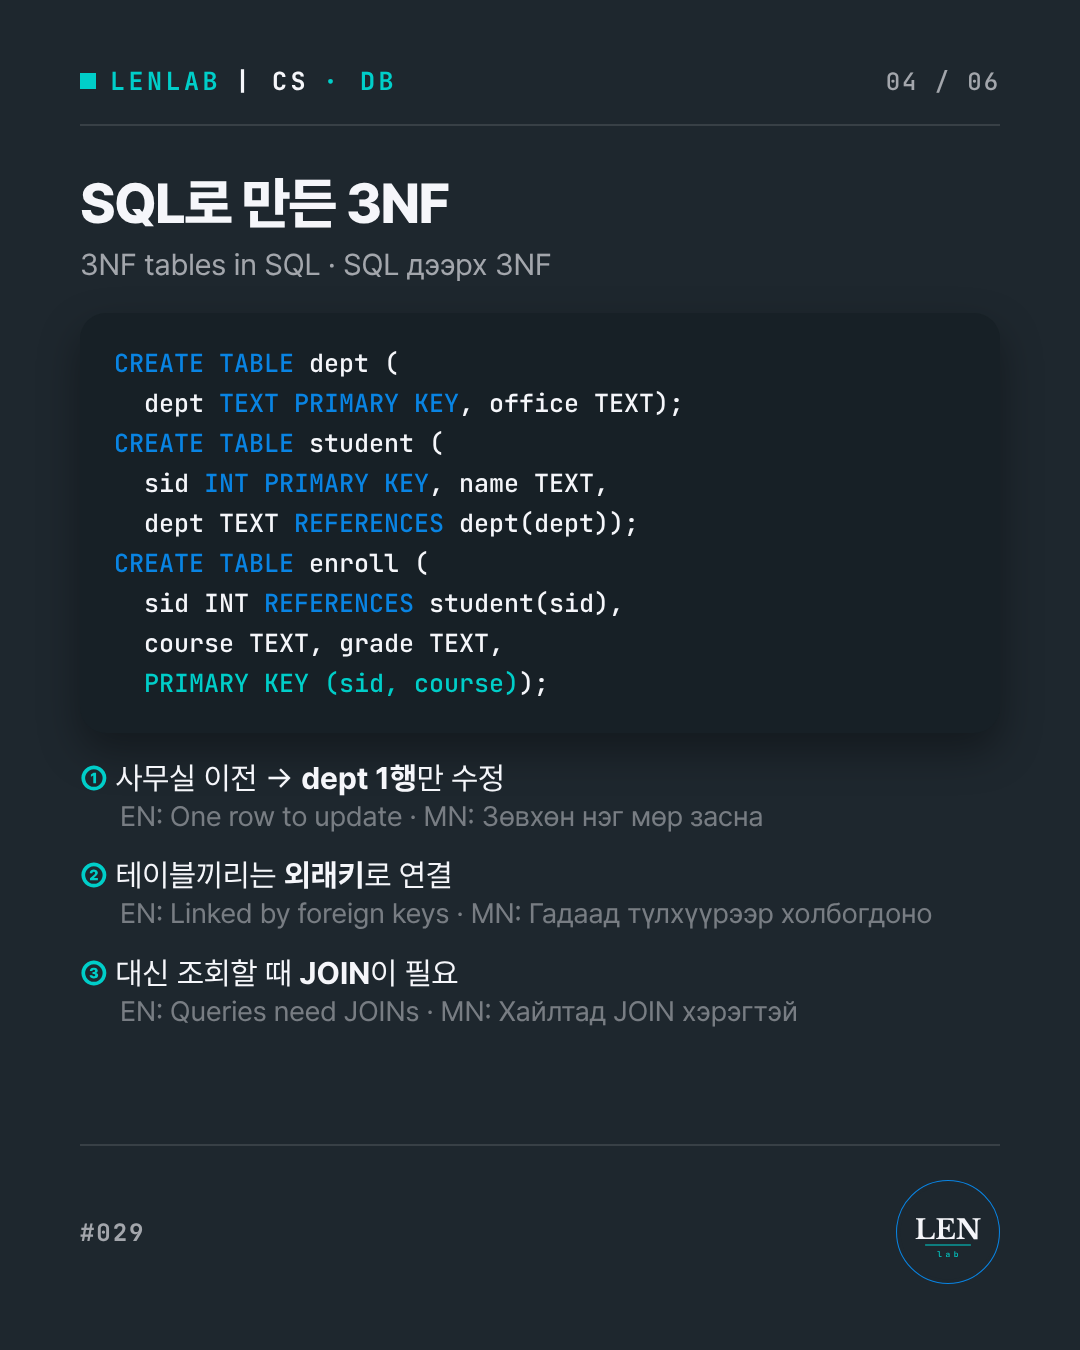 LENLAB | CS · DB
04 / 06
SQL로 만든 3NF
3NF tables in SQL · SQL дээрх 3NF
CREATE TABLE dept (
  dept TEXT PRIMARY KEY, office TEXT);
CREATE TABLE student (
  sid INT PRIMARY KEY, name TEXT,
  dept TEXT REFERENCES dept(dept));
CREATE TABLE enroll (
  sid INT REFERENCES student(sid),
  course TEXT, grade TEXT,
  PRIMARY KEY (sid, course));
① 사무실 이전 → dept 1행만 수정
EN: One row to update · MN: Зөвхөн нэг мөр засна
② 테이블끼리는 외래키로 연결
EN: Linked by foreign keys · MN: Гадаад түлхүүрээр холбогдоно
③ 대신 조회할 때 JOIN이 필요
EN: Queries need JOINs · MN: Хайлтад JOIN хэрэгтэй
#029
LEN
lab